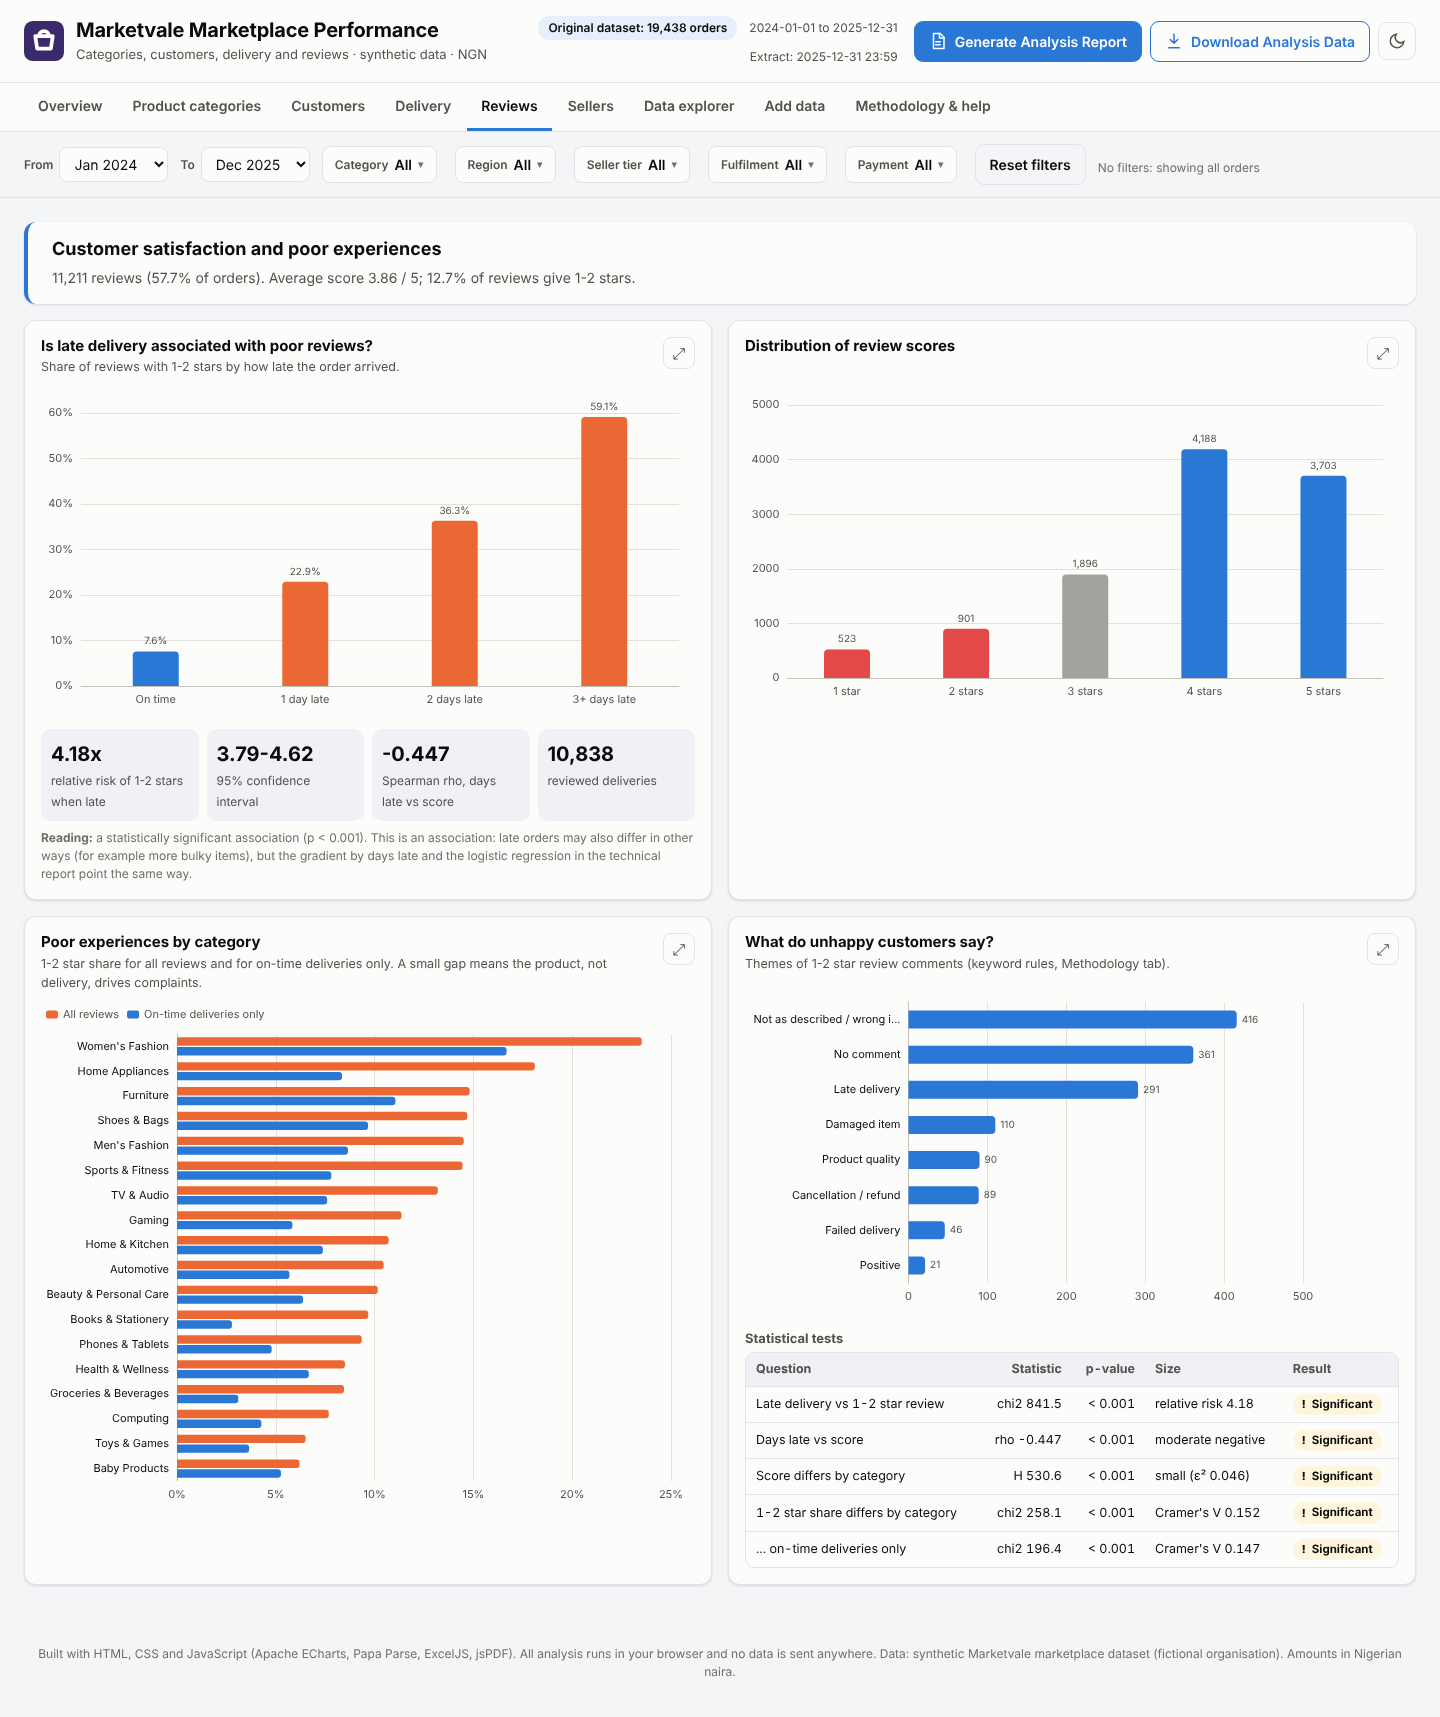 Marketvale Marketplace Performance
Categories, customers, delivery and reviews · synthetic data · NGN
Original dataset: 19,438 orders
2024-01-01 to 2025-12-31
Extract: 2025-12-31 23:59
Generate Analysis Report
Download Analysis Data
Overview
Product categories
Customers
Delivery
Reviews
Sellers
Data explorer
Add data
Methodology & help
From Jan 2024
To Dec 2025
Category All
Region All
Seller tier All
Fulfilment All
Payment All
Reset filters
No filters: showing all orders
Customer satisfaction and poor experiences
11,211 reviews (57.7% of orders). Average score 3.86 / 5; 12.7% of reviews give 1-2 stars.
Is late delivery associated with poor reviews?
Share of reviews with 1-2 stars by how late the order arrived.
60%
50%
40%
30%
20%
10%
0%
7.6%
22.9%
36.3%
59.1%
On time
1 day late
2 days late
3+ days late
4.18x
relative risk of 1-2 stars
when late
3.79-4.62
95% confidence
interval
-0.447
Spearman rho, days
late vs score
10,838
reviewed deliveries
Reading: a statistically significant association (p < 0.001). This is an association: late orders may also differ in other
ways (for example more bulky items), but the gradient by days late and the logistic regression in the technical
report point the same way.
Distribution of review scores
5000
4000
3000
2000
1000
0
523
901
1,896
4,188
3,703
1 star
2 stars
3 stars
4 stars
5 stars
Poor experiences by category
1-2 star share for all reviews and for on-time deliveries only. A small gap means the product, not
delivery, drives complaints.
All reviews
On-time deliveries only
Women's Fashion
Home Appliances
Furniture
Shoes & Bags
Men's Fashion
Sports & Fitness
TV & Audio
Gaming
Home & Kitchen
Automotive
Beauty & Personal Care
Books & Stationery
Phones & Tablets
Health & Wellness
Groceries & Beverages
Computing
Toys & Games
Baby Products
0%
5%
10%
15%
20%
25%
What do unhappy customers say?
Themes of 1-2 star review comments (keyword rules, Methodology tab).
Not as described / wrong i... 416
No comment 361
Late delivery 291
Damaged item 110
Product quality 90
Cancellation / refund 89
Failed delivery 46
Positive 21
0
100
200
300
400
500
Statistical tests
Question Statistic p-value Size Result
Late delivery vs 1-2 star review chi2 841.5 < 0.001 relative risk 4.18 ! Significant
Days late vs score rho -0.447 < 0.001 moderate negative ! Significant
Score differs by category H 530.6 < 0.001 small (ε² 0.046) ! Significant
1-2 star share differs by category chi2 258.1 < 0.001 Cramer's V 0.152 ! Significant
... on-time deliveries only chi2 196.4 < 0.001 Cramer's V 0.147 ! Significant
Built with HTML, CSS and JavaScript (Apache ECharts, Papa Parse, ExcelJS, jsPDF). All analysis runs in your browser and no data is sent anywhere. Data: synthetic Marketvale marketplace dataset (fictional organisation). Amounts in Nigerian
naira.